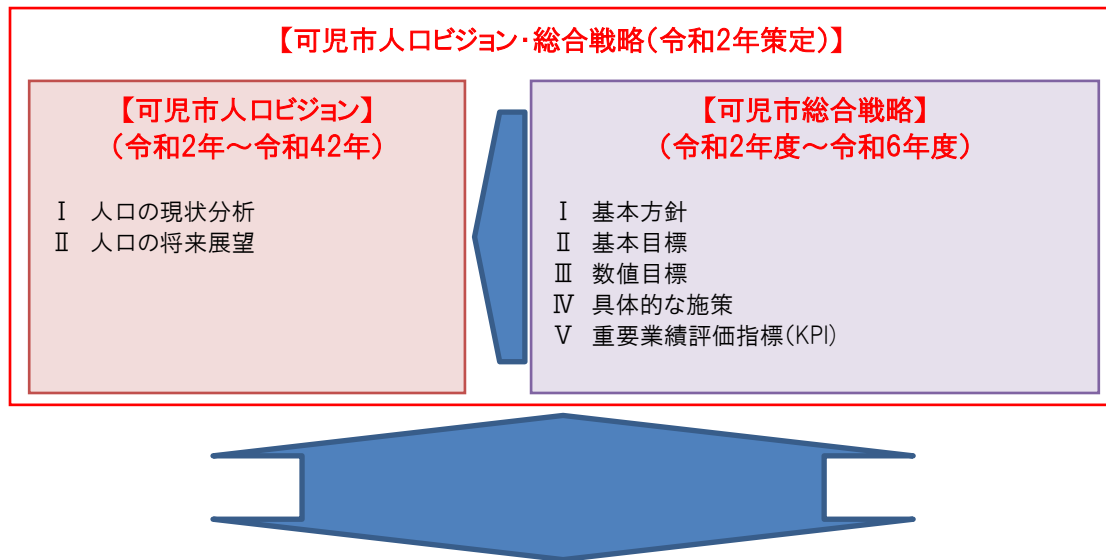 【可児市人口ビジョン・総合戦略(令和2年策定)】
【可児市人口ビジョン】
(令和2年～令和42年)
Ⅰ 人口の現状分析
Ⅱ 人口の将来展望
【可児市総合戦略】
(令和2年度～令和6年度)
Ⅰ 基本方針
Ⅱ 基本目標
Ⅲ 数値目標
Ⅳ 具体的な施策
Ⅴ 重要業績評価指標(KPI)